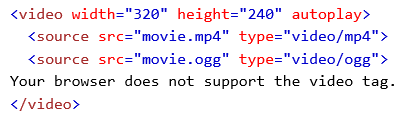 <video width="320" height="240" autoplay>
<source src="movie.mp4" type="video/mp4">
<source src="movie.ogg" type="video/ogg">
Your browser does not support the video tag.
</video>